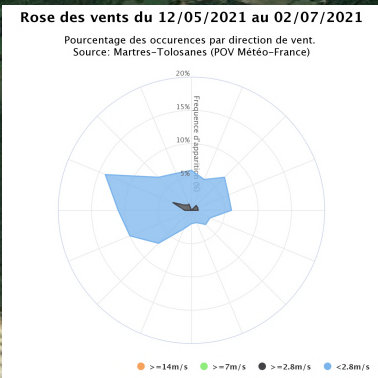 Rose des vents du 12/05/2021 au 02/07/2021
Pourcentage des occurences par direction de vent.
Source: Martres-Tolosanes (POV Météo-France)
20%
15%
10%
5%
Frequence d'apparition (%)
>=14m/s
>=7m/s
>=2.8m/s
<2.8m/s